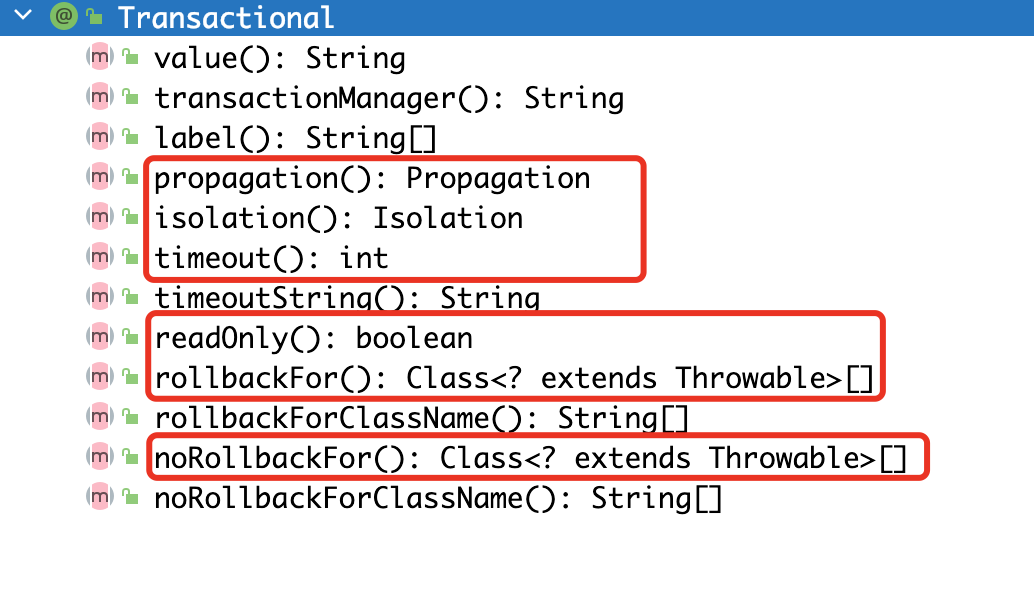 @ Transactional
m value(): String
m transactionManager(): String
m label(): String[]
m propagation(): Propagation
m isolation(): Isolation
m timeout(): int
m timeoutString(): String
m readOnly(): boolean
m rollbackFor(): Class<? extends Throwable>[]
m rollbackForClassName(): String[]
m noRollbackFor(): Class<? extends Throwable>[]
m noRollbackForClassName(): String[]